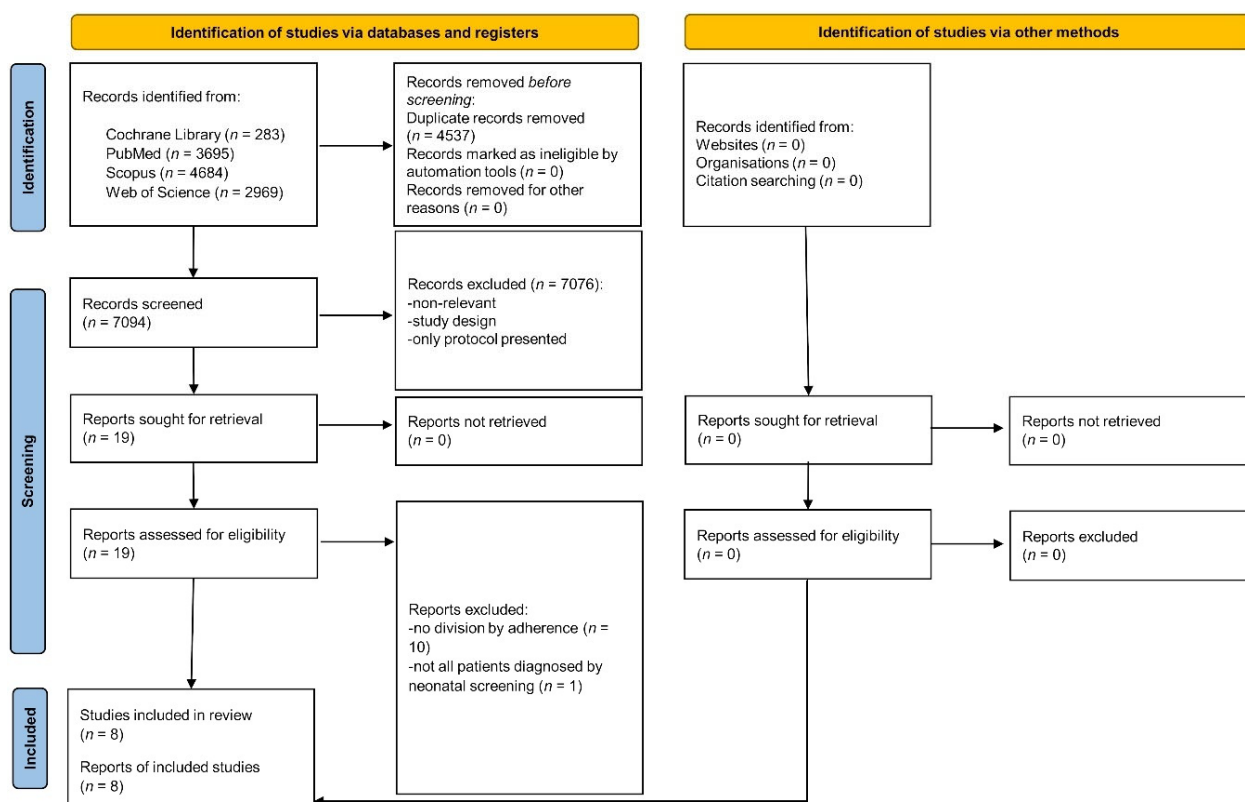 Identification of studies via databases and registers
Identification of studies via other methods
Identification
Records identified from:
Cochrane Library (n = 283)
PubMed (n = 3695)
Scopus (n = 4684)
Web of Science (n = 2969)
Records removed before
screening:
Duplicate records removed
(n = 4537)
Records marked as ineligible by
automation tools (n = 0)
Records removed for other
reasons (n = 0)
Records identified from:
Websites (n = 0)
Organisations (n = 0)
Citation searching (n = 0)
Screening
Records screened
(n = 7094)
Records excluded (n = 7076):
-non-relevant
-study design
-only protocol presented
Reports sought for retrieval
(n = 19)
Reports not retrieved
(n = 0)
Reports sought for retrieval
(n = 0)
Reports not retrieved
(n = 0)
Reports assessed for eligibility
(n = 19)
Reports excluded:
-no division by adherence (n =
10)
-not all patients diagnosed by
neonatal screening (n = 1)
Reports assessed for eligibility
(n = 0)
Reports excluded
(n = 0)
Included
Studies included in review
(n = 8)
Reports of included studies
(n = 8)